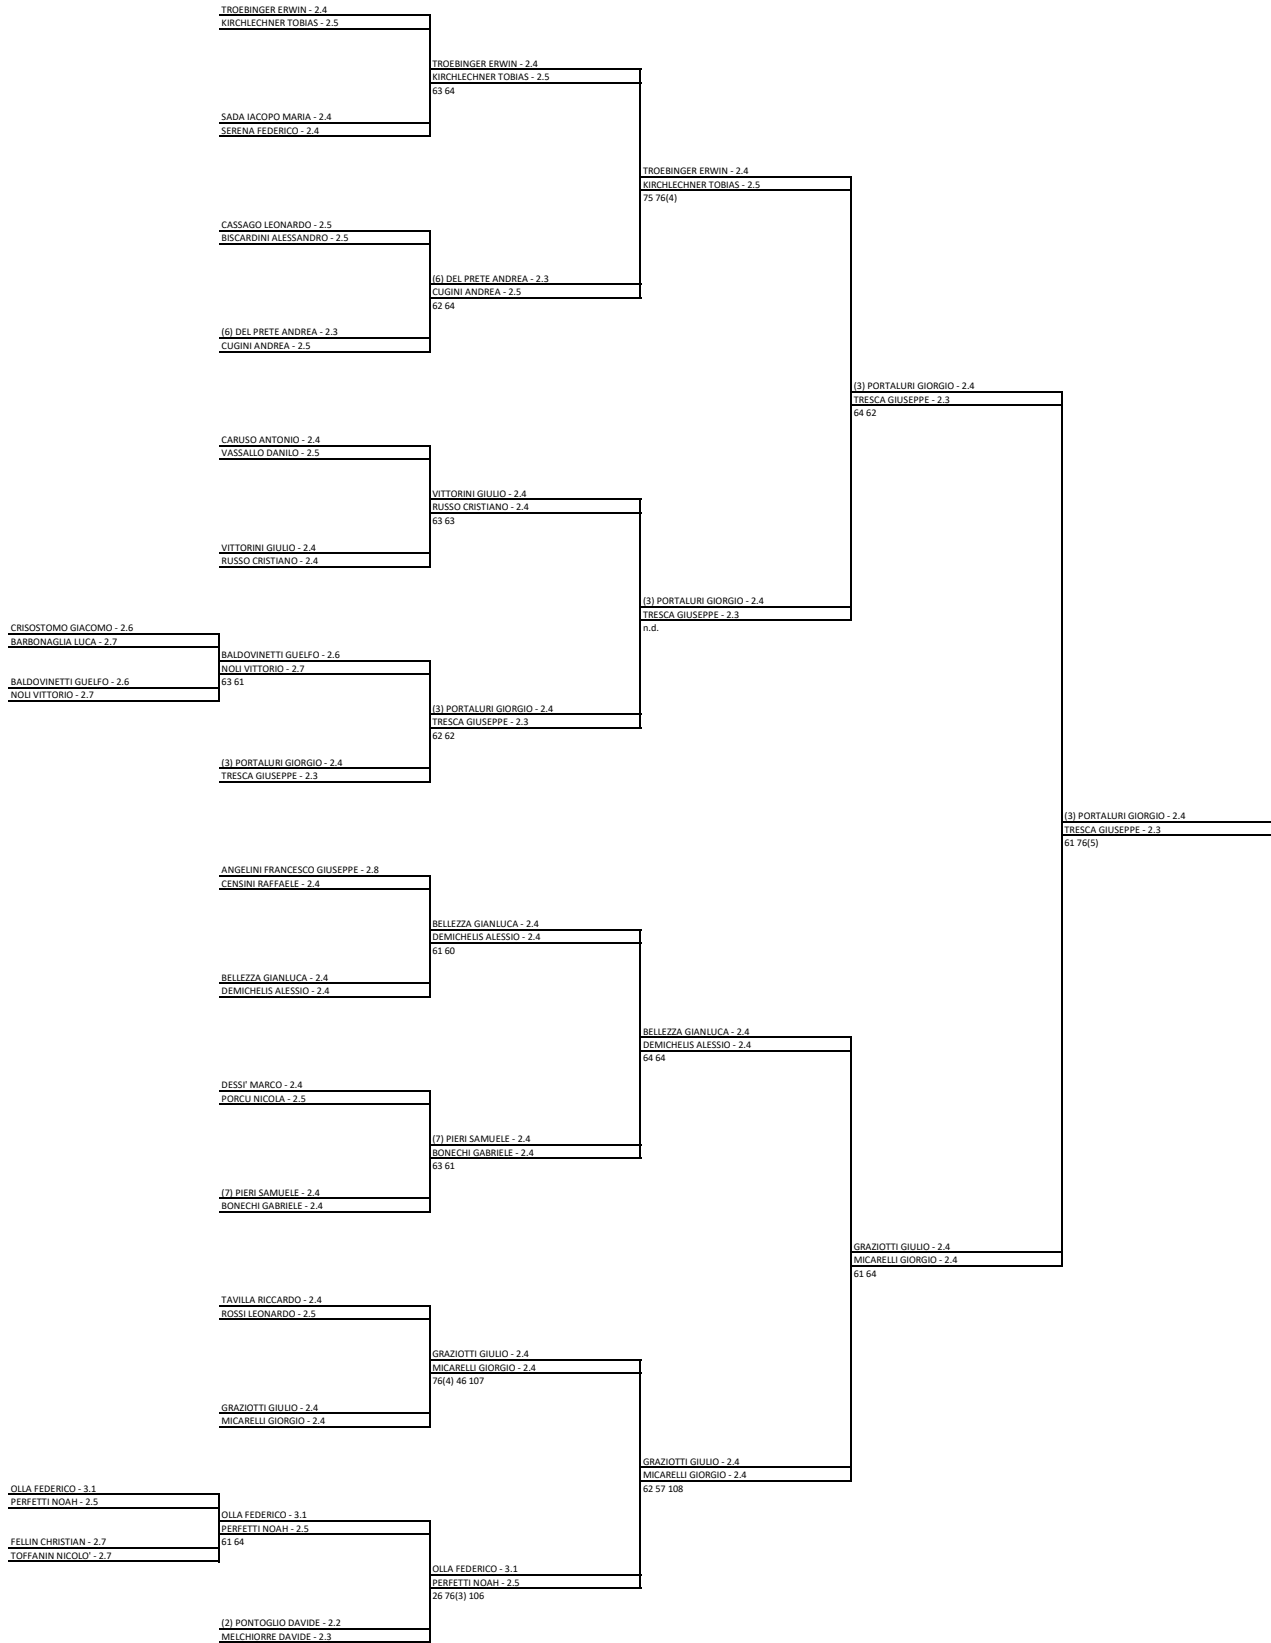 TROEBINGER ERWIN - 2.4
KIRCHLECHNER TOBIAS - 2.5
TROEBINGER ERWIN - 2.4
KIRCHLECHNER TOBIAS - 2.5
63 64
SADA IACOPO MARIA - 2.4
SERENA FEDERICO - 2.4
TROEBINGER ERWIN - 2.4
KIRCHLECHNER TOBIAS - 2.5
75 76(4)
CASSAGO LEONARDO - 2.5
BISCARDINI ALESSANDRO - 2.5
(6) DEL PRETE ANDREA - 2.3
CUGINI ANDREA - 2.5
62 64
(6) DEL PRETE ANDREA - 2.3
CUGINI ANDREA - 2.5
(3) PORTALURI GIORGIO - 2.4
TRESCA GIUSEPPE - 2.3
64 62
CARUSO ANTONIO - 2.4
VASSALLO DANILO - 2.5
VITTORINI GIULIO - 2.4
RUSSO CRISTIANO - 2.4
63 63
VITTORINI GIULIO - 2.4
RUSSO CRISTIANO - 2.4
(3) PORTALURI GIORGIO - 2.4
TRESCA GIUSEPPE - 2.3
n.d.
CRISOSTOMO GIACOMO - 2.6
BARBONAGLIA LUCA - 2.7
BALDOVINETTI GUELFO - 2.6
NOLI VITTORIO - 2.7
63 61
BALDOVINETTI GUELFO - 2.6
NOLI VITTORIO - 2.7
(3) PORTALURI GIORGIO - 2.4
TRESCA GIUSEPPE - 2.3
62 62
(3) PORTALURI GIORGIO - 2.4
TRESCA GIUSEPPE - 2.3
(3) PORTALURI GIORGIO - 2.4
TRESCA GIUSEPPE - 2.3
61 76(5)
ANGELINI FRANCESCO GIUSEPPE - 2.8
CENSINI RAFFAELE - 2.4
BELLEZZA GIANLUCA - 2.4
DEMICHELIS ALESSIO - 2.4
61 60
BELLEZZA GIANLUCA - 2.4
DEMICHELIS ALESSIO - 2.4
BELLEZZA GIANLUCA - 2.4
DEMICHELIS ALESSIO - 2.4
64 64
DESSI' MARCO - 2.4
PORCU NICOLA - 2.5
(7) PIERI SAMUELE - 2.4
BONECHI GABRIELE - 2.4
63 61
(7) PIERI SAMUELE - 2.4
BONECHI GABRIELE - 2.4
GRAZIOTTI GIULIO - 2.4
MICARELLI GIORGIO - 2.4
61 64
TAVILLA RICCARDO - 2.4
ROSSI LEONARDO - 2.5
GRAZIOTTI GIULIO - 2.4
MICARELLI GIORGIO - 2.4
76(4) 46 107
GRAZIOTTI GIULIO - 2.4
MICARELLI GIORGIO - 2.4
GRAZIOTTI GIULIO - 2.4
MICARELLI GIORGIO - 2.4
62 57 108
OLLA FEDERICO - 3.1
PERFETTI NOAH - 2.5
OLLA FEDERICO - 3.1
PERFETTI NOAH - 2.5
61 64
FELLIN CHRISTIAN - 2.7
TOFFANIN NICOLO' - 2.7
OLLA FEDERICO - 3.1
PERFETTI NOAH - 2.5
26 76(3) 106
(2) PONTOGLIO DAVIDE - 2.2
MELCHIORRE DAVIDE - 2.3